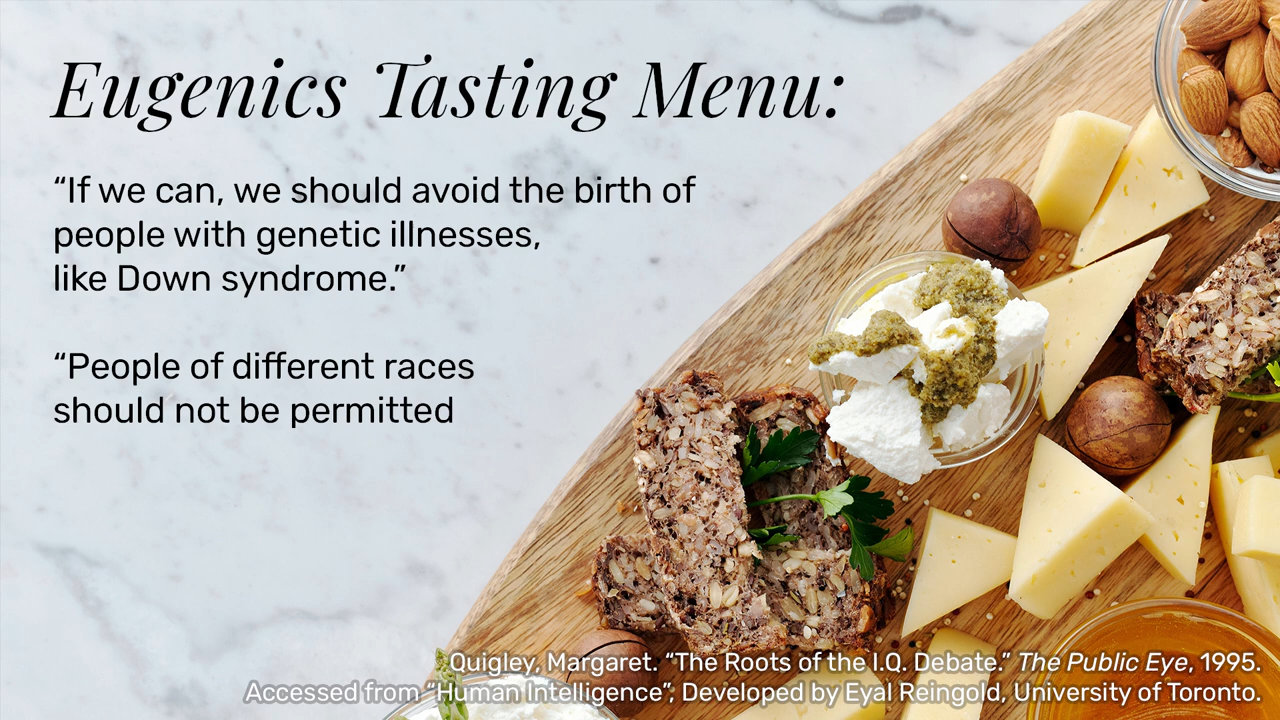 Eugenics Tasting Menu:
“If we can, we should avoid the birth of
people with genetic illnesses,
like Down syndrome.”
“People of different races
should not be permitted
Quigley, Margaret. “The Roots of the I.Q. Debate.” The Public Eye, 1995.
Accessed from “Human Intelligence”, Developed by Eyal Reingold, University of Toronto.